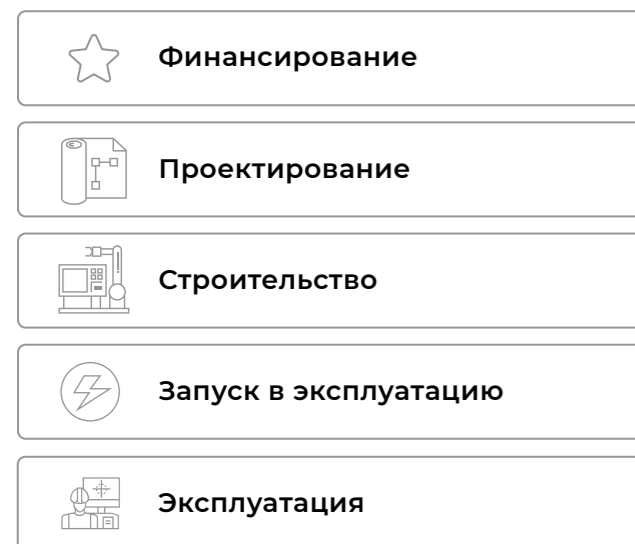 Финансирование
Проектирование
Строительство
Запуск в эксплуатацию
Эксплуатация